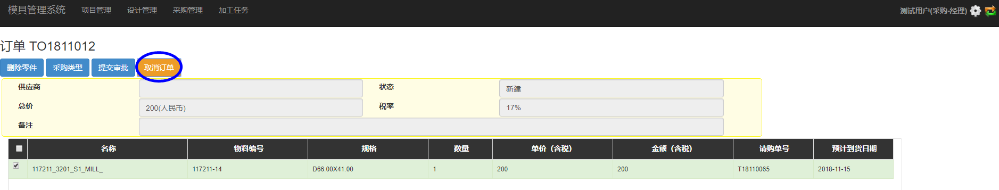 模具管理系统 项目管理 设计管理 采购管理 加工任务 测试用户(采购-经理)
订单 TO1811012
删除零件 采购类型 提交审批 取消订单
供应商 状态 新建
总价 200(人民币) 税率 17%
备注
名称 物料编号 规格 数量 单价（含税） 金额（含税） 请购单号 预计到货日期
117211_3201_S1_MILL_ 117211-14 D66.00X41.00 1 200 200 T18110065 2018-11-15